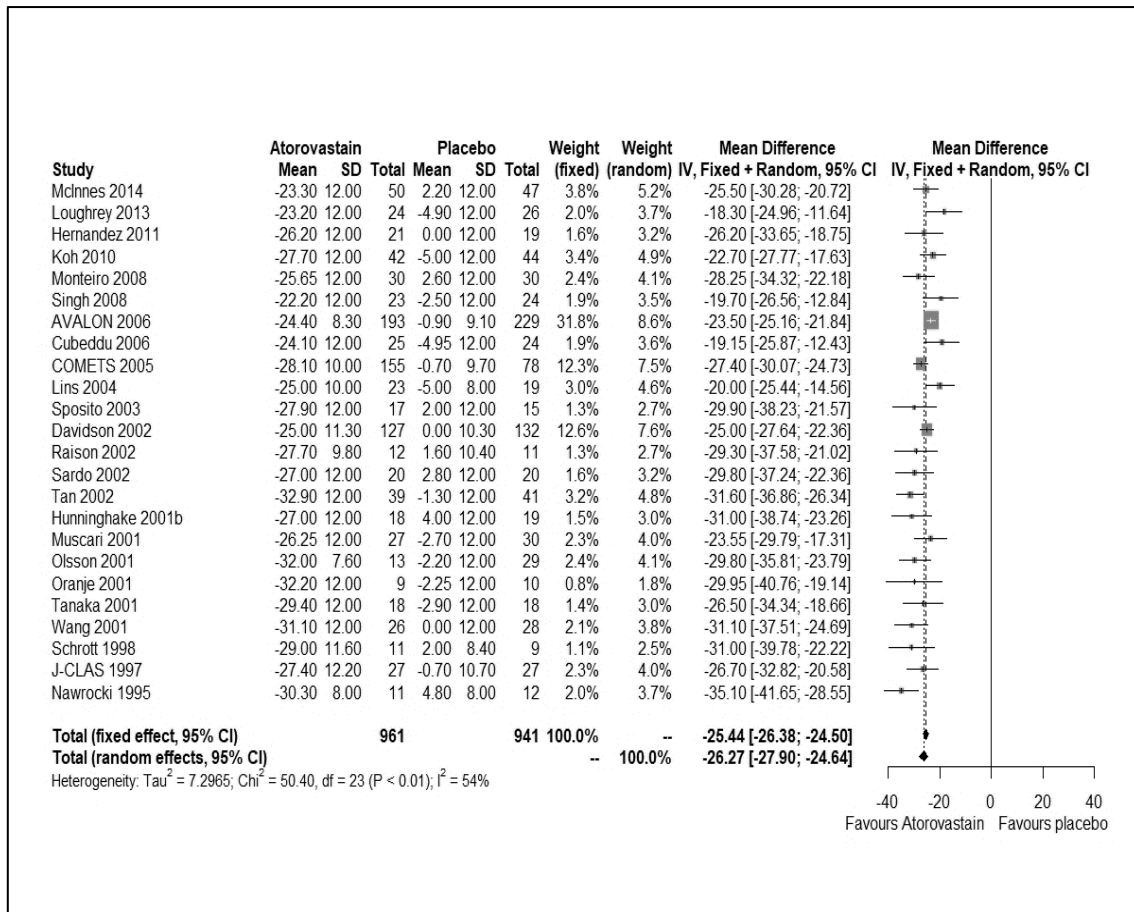 Atorovastain Placebo Weight Weight Mean Difference Mean Difference
Study Mean SD Total Mean SD Total (fixed) (random) IV, Fixed + Random, 95% CI IV, Fixed + Random, 95% CI
McInnes 2014 -23.30 12.00 50 2.20 12.00 47 3.8% 5.2% -25.50 [-30.28; -20.72]
Loughrey 2013 -23.20 12.00 24 -4.90 12.00 26 2.0% 3.7% -18.30 [-24.96; -11.64]
Hernandez 2011 -26.20 12.00 21 0.00 12.00 19 1.6% 3.2% -26.20 [-33.65; -18.75]
Koh 2010 -27.70 12.00 42 -5.00 12.00 44 3.4% 4.9% -22.70 [-27.77; -17.63]
Monteiro 2008 -25.65 12.00 30 2.60 12.00 30 2.4% 4.1% -28.25 [-34.32; -22.18]
Singh 2008 -22.20 12.00 23 -2.50 12.00 24 1.9% 3.5% -19.70 [-26.56; -12.84]
AVALON 2006 -24.40 8.30 193 -0.90 9.10 229 31.8% 8.6% -23.50 [-25.16; -21.84]
Cubeddu 2006 -24.10 12.00 25 -4.95 12.00 24 1.9% 3.6% -19.15 [-25.87; -12.43]
COMETS 2005 -28.10 10.00 155 -0.70 9.70 78 12.3% 7.5% -27.40 [-30.07; -24.73]
Lins 2004 -25.00 10.00 23 -5.00 8.00 19 3.0% 4.6% -20.00 [-25.44; -14.56]
Sposito 2003 -27.90 12.00 17 2.00 12.00 15 1.3% 2.7% -29.90 [-38.23; -21.57]
Davidson 2002 -25.00 11.30 127 0.00 10.30 132 12.6% 7.6% -25.00 [-27.64; -22.36]
Raison 2002 -27.70 9.80 12 1.60 10.40 11 1.3% 2.7% -29.30 [-37.58; -21.02]
Sardo 2002 -27.00 12.00 20 2.80 12.00 20 1.6% 3.2% -29.80 [-37.24; -22.36]
Tan 2002 -32.90 12.00 39 -1.30 12.00 41 3.2% 4.8% -31.60 [-36.86; -26.34]
Hunninghake 2001b -27.00 12.00 18 4.00 12.00 19 1.5% 3.0% -31.00 [-38.74; -23.26]
Muscari 2001 -26.25 12.00 27 -2.70 12.00 30 2.3% 4.0% -23.55 [-29.79; -17.31]
Olsson 2001 -32.00 7.60 13 -2.20 12.00 29 2.4% 4.1% -29.80 [-35.81; -23.79]
Oranje 2001 -32.20 12.00 9 -2.25 12.00 10 0.8% 1.8% -29.95 [-40.76; -19.14]
Tanaka 2001 -29.40 12.00 18 -2.90 12.00 18 1.4% 3.0% -26.50 [-34.34; -18.66]
Wang 2001 -31.10 12.00 26 0.00 12.00 28 2.1% 3.8% -31.10 [-37.51; -24.69]
Schrott 1998 -29.00 11.60 11 2.00 8.40 9 1.1% 2.5% -31.00 [-39.78; -22.22]
J-CLAS 1997 -27.40 12.20 27 -0.70 10.70 27 2.3% 4.0% -26.70 [-32.82; -20.58]
Nawrocki 1995 -30.30 8.00 11 4.80 8.00 12 2.0% 3.7% -35.10 [-41.65; -28.55]
Total (fixed effect, 95% CI) 961 941 100.0% -- -25.44 [-26.38; -24.50]
Total (random effects, 95% CI) -- 100.0% -26.27 [-27.90; -24.64]
Heterogeneity: Tau² = 7.2965; Chi² = 50.40, df = 23 (P < 0.01); I² = 54%
-40 -20 0 20 40
Favours Atorovastain Favours placebo